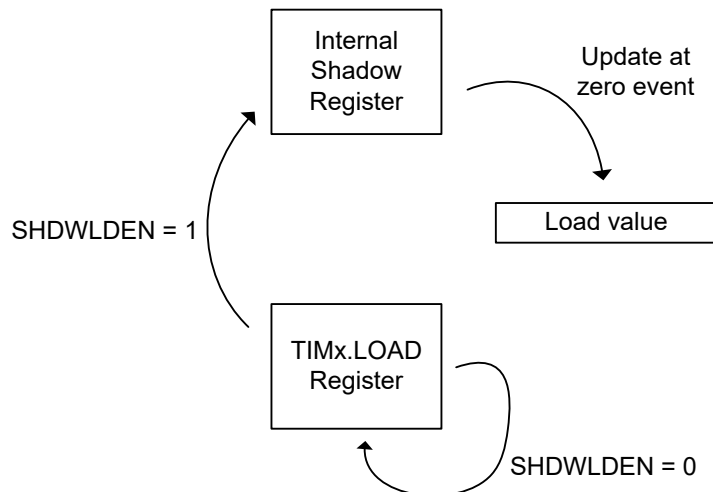 Internal
Shadow
Register
Update at
zero event
SHDWLDEN = 1
Load value
TIMx.LOAD
Register
SHDWLDEN = 0